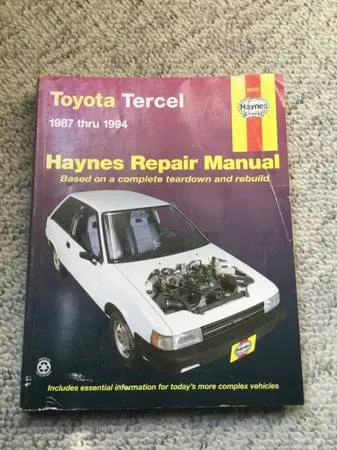 Toyota Tercel
1987 thru 1994
Haynes
Haynes Repair Manual
Based on a complete teardown and rebuild
Haynes
Includes essential information for today's more complex vehicles